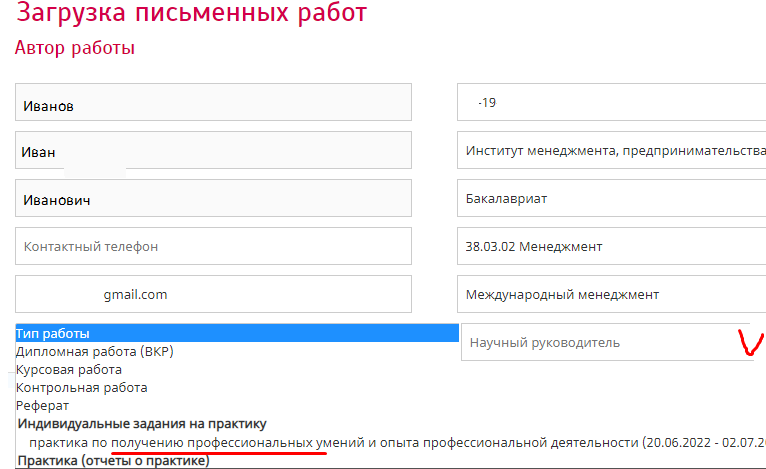 Загрузка письменных работ
Автор работы
Иванов
-19
Иван
Институт менеджмента, предпринимательства
Иванович
Бакалавриат
Контактный телефон
38.03.02 Менеджмент
gmail.com
Международный менеджмент
Тип работы
Научный руководитель
Дипломная работа (ВКР)
Курсовая работа
Контрольная работа
Реферат
Индивидуальные задания на практику
практика по получению профессиональных умений и опыта профессиональной деятельности (20.06.2022 - 02.07.20
Практика (отчеты о практике)